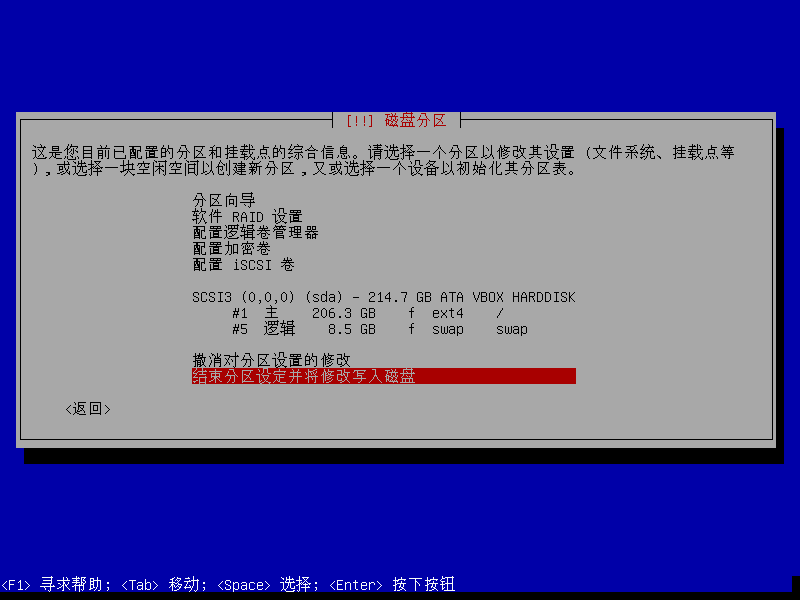 [!!] 磁盘分区
这是您目前已配置的分区和挂载点的综合信息。请选择一个分区以修改其设置 (文件系统、挂载点等
)，或选择一块空闲空间以创建新分区，又或选择一个设备以初始化其分区表。
分区向导
软件 RAID 设置
配置逻辑卷管理器
配置加密卷
配置 iSCSI 卷
SCSI3 (0,0,0) (sda) - 214.7 GB ATA VBOX HARDDISK
#1 主 206.3 GB f ext4 /
#5 逻辑 8.5 GB f swap swap
撤消对分区设置的修改
结束分区设定并将修改写入磁盘
<返回>
<F1> 寻求帮助; <Tab> 移动; <Space> 选择; <Enter> 按下按钮